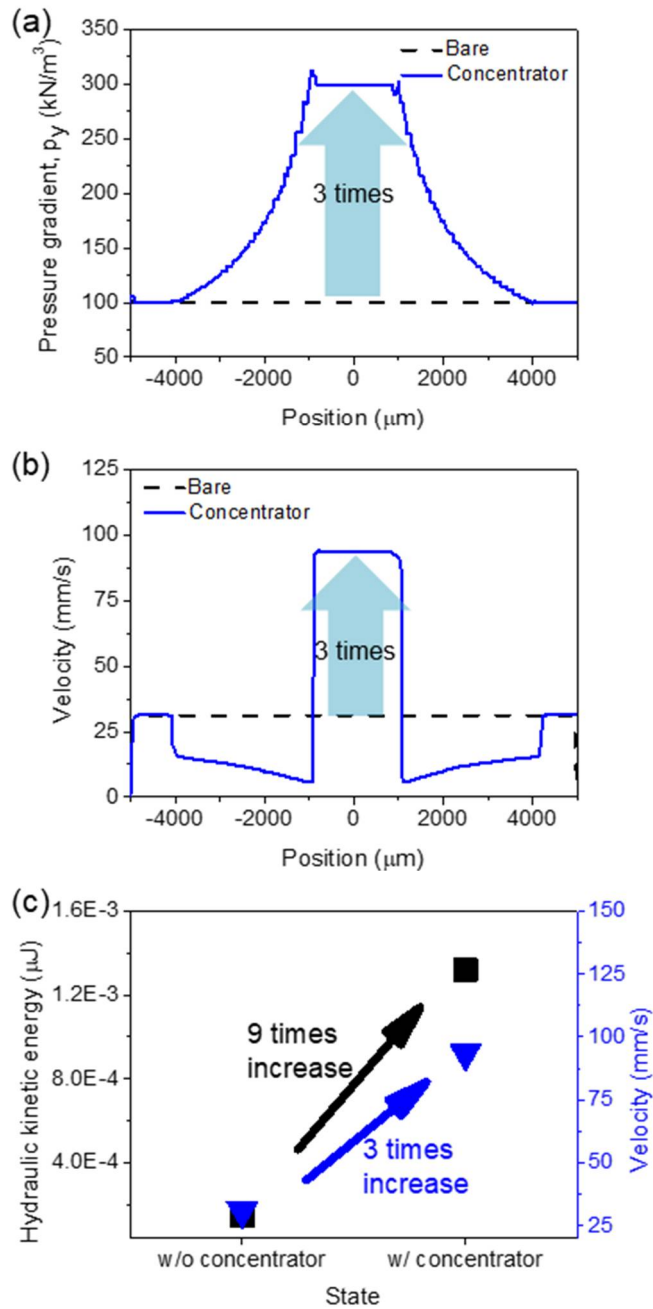 (a)
350
300
250
200
150
100
50
Pressure gradient, p_y (kN/m³)
Bare
Concentrator
3 times
-4000 -2000 0 2000 4000
Position (μm)
(b)
125
100
75
50
25
0
Velocity (mm/s)
Bare
Concentrator
3 times
-4000 -2000 0 2000 4000
Position (μm)
(c)
1.6E-3
1.2E-3
8.0E-4
4.0E-4
Hydraulic kinetic energy (μJ)
9 times
increase
3 times
increase
150
125
100
75
50
25
Velocity (mm/s)
w/o concentrator w/ concentrator
State